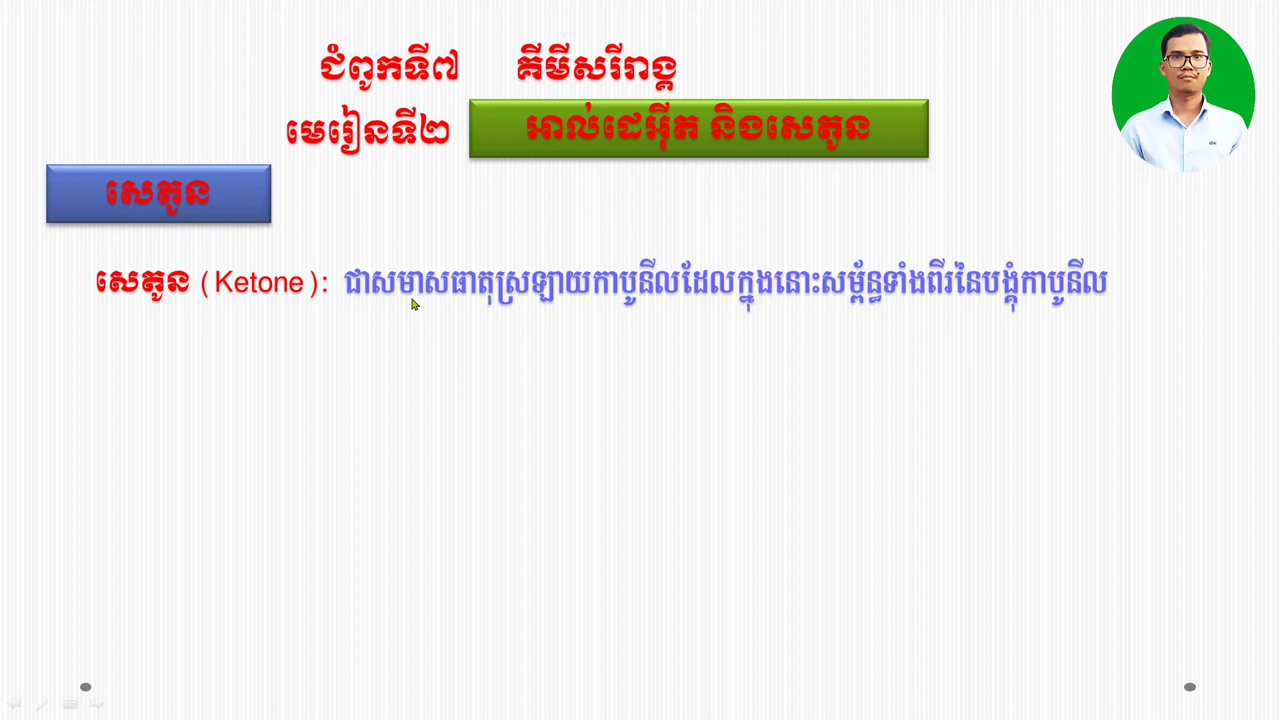 ជំពូកទី៧ គីមីសរីរាង្គ
មេរៀនទី២ អាល់ដេអ៊ីត និងសេតូន
សេតូន
សេតូន (Ketone): ជាសមាសធាតុស្រឡាយកាបូនីលដែលក្នុងនោះសម្ព័ន្ធទាំងពីរនៃបង្គុំកាបូនីល